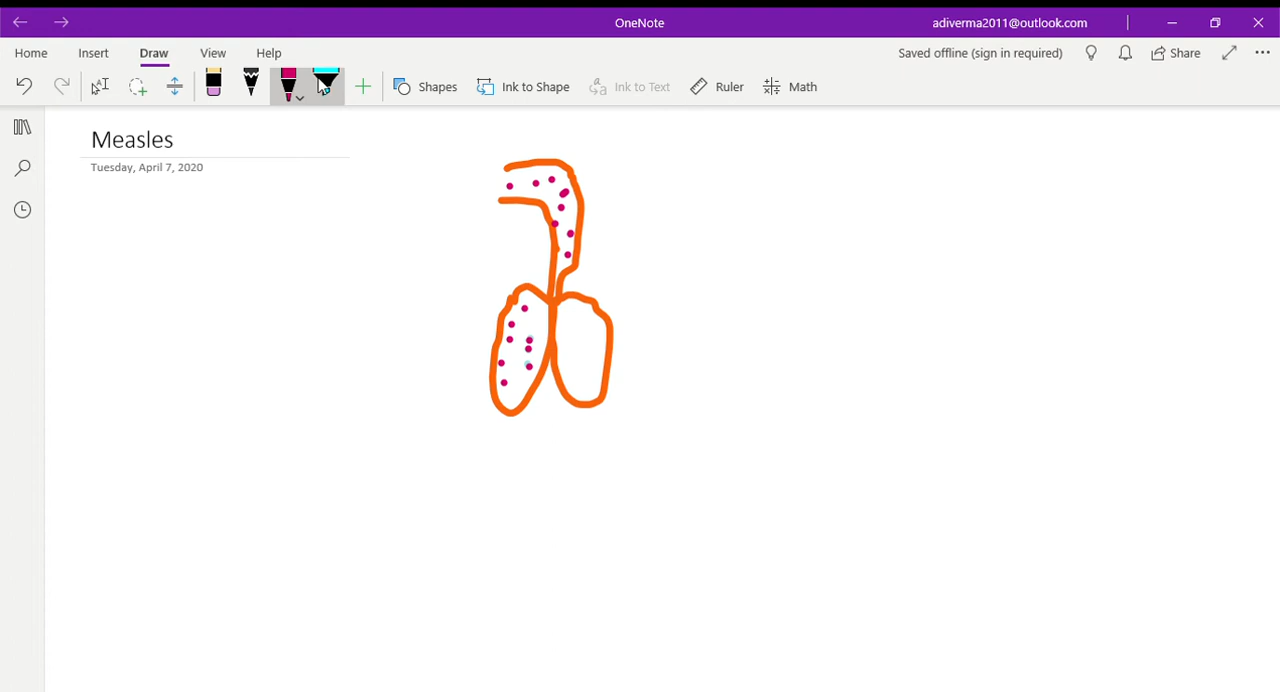 OneNote
adiverma2011@outlook.com
Home Insert Draw View Help
Saved offline (sign in required)
Share
Shapes
Ink to Shape
Ink to Text
Ruler
Math
Measles
Tuesday, April 7, 2020